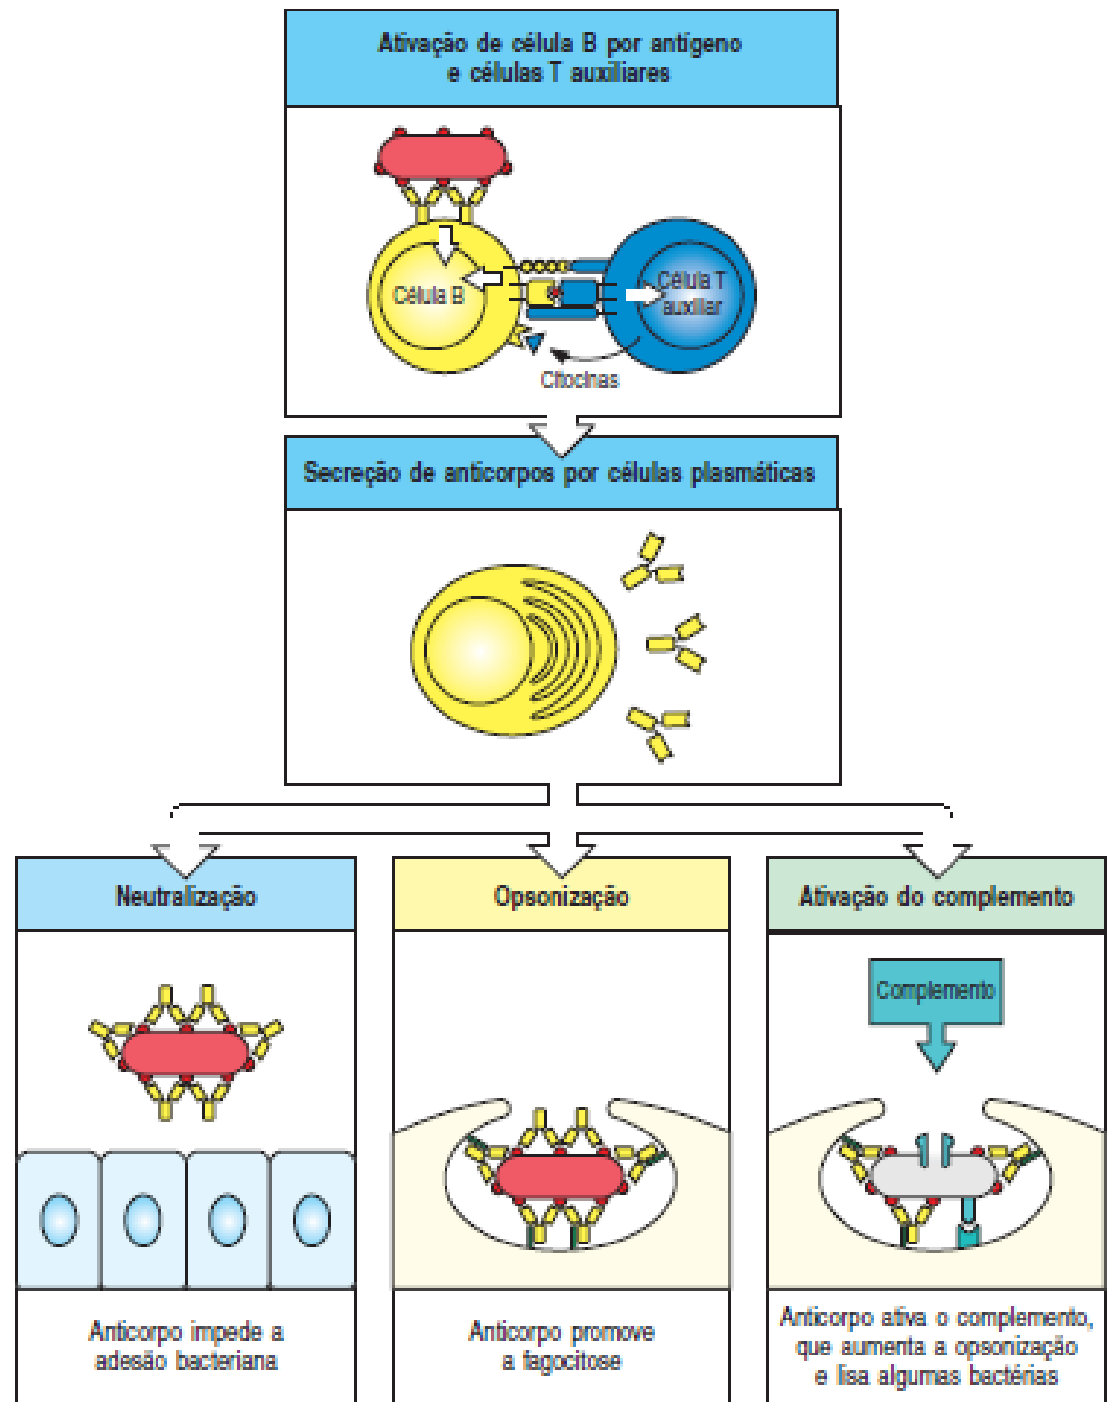 Ativação de célula B por antígeno
e células T auxiliares
Célula B
Célula T
auxiliar
Citocinas
Secreção de anticorpos por células plasmáticas
Neutralização
Opsonização
Ativação do complemento
Complemento
Anticorpo impede a
adesão bacteriana
Anticorpo promove
a fagocitose
Anticorpo ativa o complemento,
que aumenta a opsonização
e lisa algumas bactérias